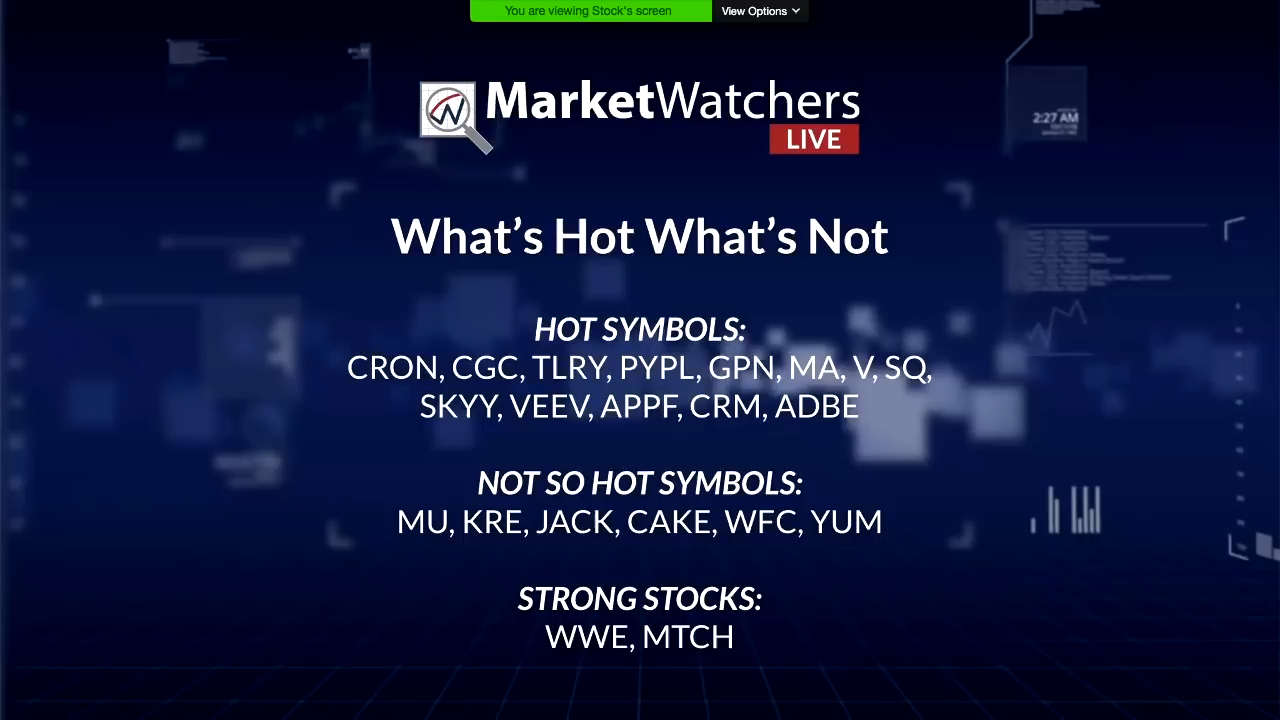 You are viewing Stock's screen
View Options
MarketWatchers
LIVE
2:27 AM
What's Hot What's Not
HOT SYMBOLS:
CRON, CGC, TLRY, PYPL, GPN, MA, V, SQ,
SKYY, VEEV, APPF, CRM, ADBE
NOT SO HOT SYMBOLS:
MU, KRE, JACK, CAKE, WFC, YUM
STRONG STOCKS:
WWE, MTCH